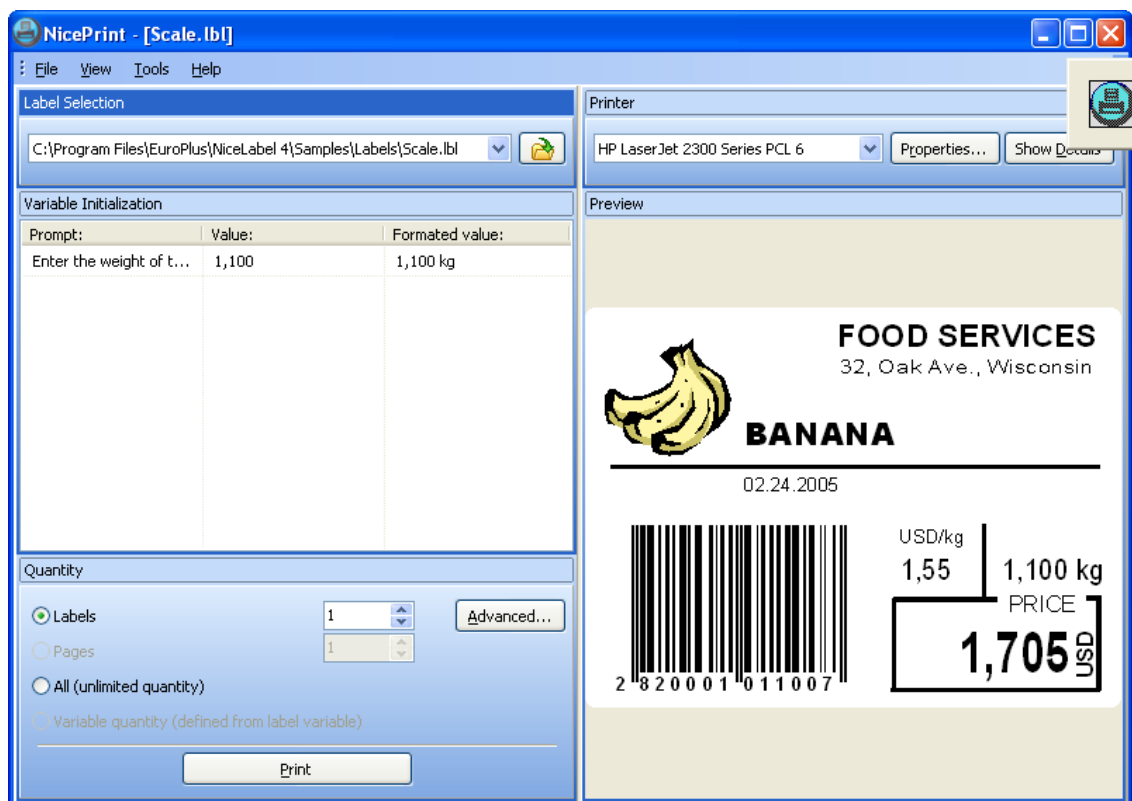 NicePrint - [Scale.lbl]
File View Tools Help
Label Selection
C:\Program Files\EuroPlus\NiceLabel 4\Samples\Labels\Scale.lbl
Variable Initialization
Prompt: Value: Formated value:
Enter the weight of t... 1,100 1,100 kg
Quantity
Labels 1 Advanced...
Pages 1
All (unlimited quantity)
Variable quantity (defined from label variable)
Print
Printer
HP LaserJet 2300 Series PCL 6 Properties... Show Details
Preview
FOOD SERVICES
32, Oak Ave., Wisconsin
BANANA
02.24.2005
USD/kg
1,55 1,100 kg
PRICE
1,705 USD
2 820001 011007